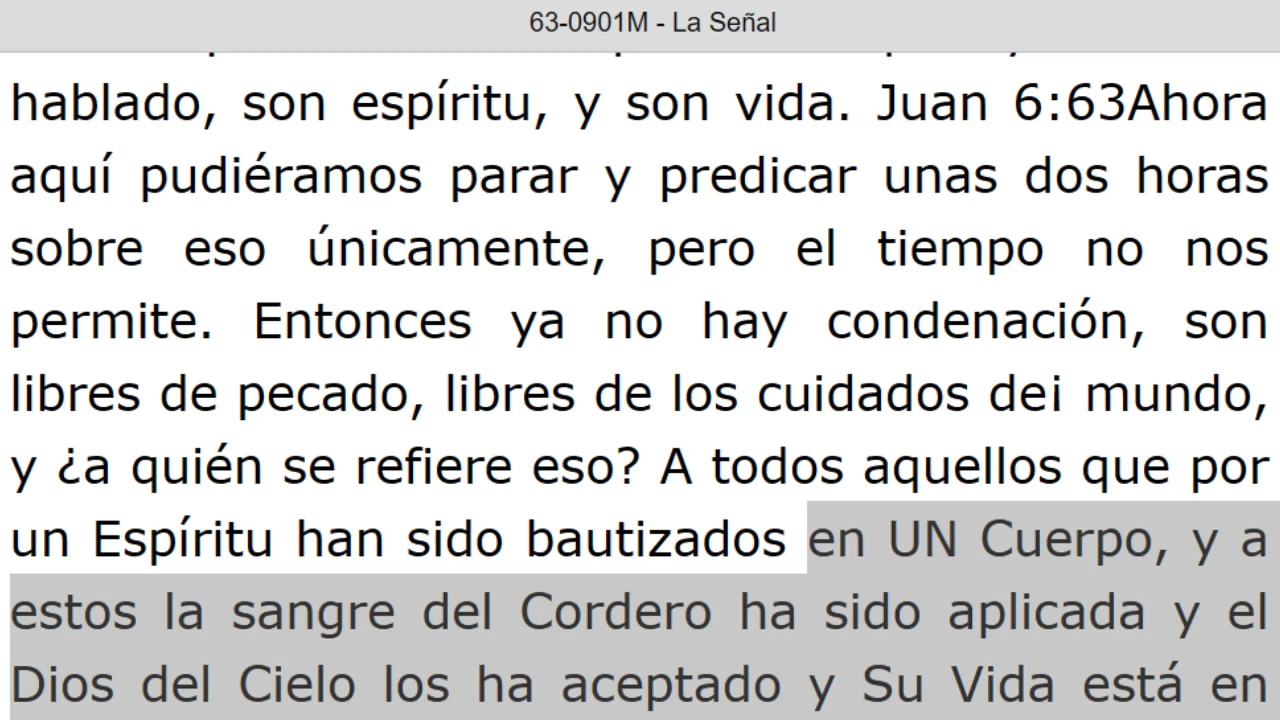 63-0901M - La Señal
hablado, son espíritu, y son vida. Juan 6:63Ahora
aquí pudiéramos parar y predicar unas dos horas
sobre eso únicamente, pero el tiempo no nos
permite. Entonces ya no hay condenación, son
libres de pecado, libres de los cuidados dei mundo,
y ¿a quién se refiere eso? A todos aquellos que por
un Espíritu han sido bautizados en UN Cuerpo, y a
estos la sangre del Cordero ha sido aplicada y el
Dios del Cielo los ha aceptado y Su Vida está en